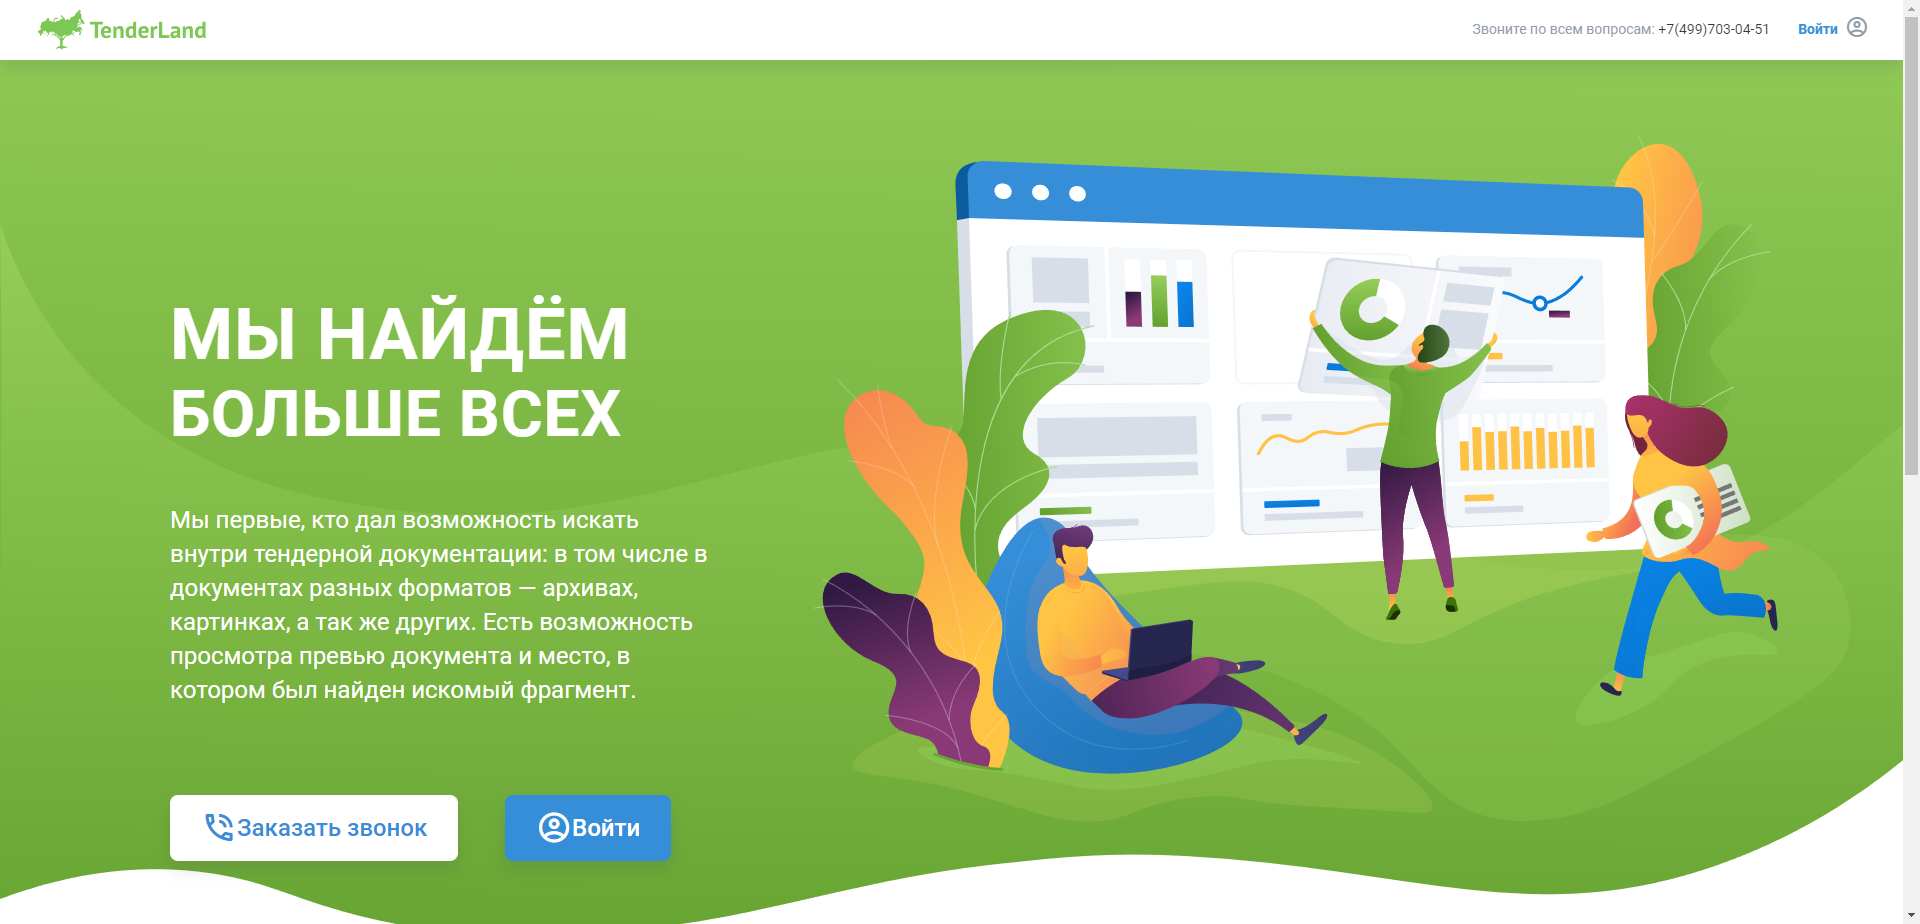 TenderLand
Звоните по всем вопросам: +7(499)703-04-51
Войти
МЫ НАЙДЁМ
БОЛЬШЕ ВСЕХ
Мы первые, кто дал возможность искать
внутри тендерной документации: в том числе в
документах разных форматов — архивах,
картинках, а так же других. Есть возможность
просмотра превью документа и место, в
котором был найден искомый фрагмент.
Заказать звонок
Войти